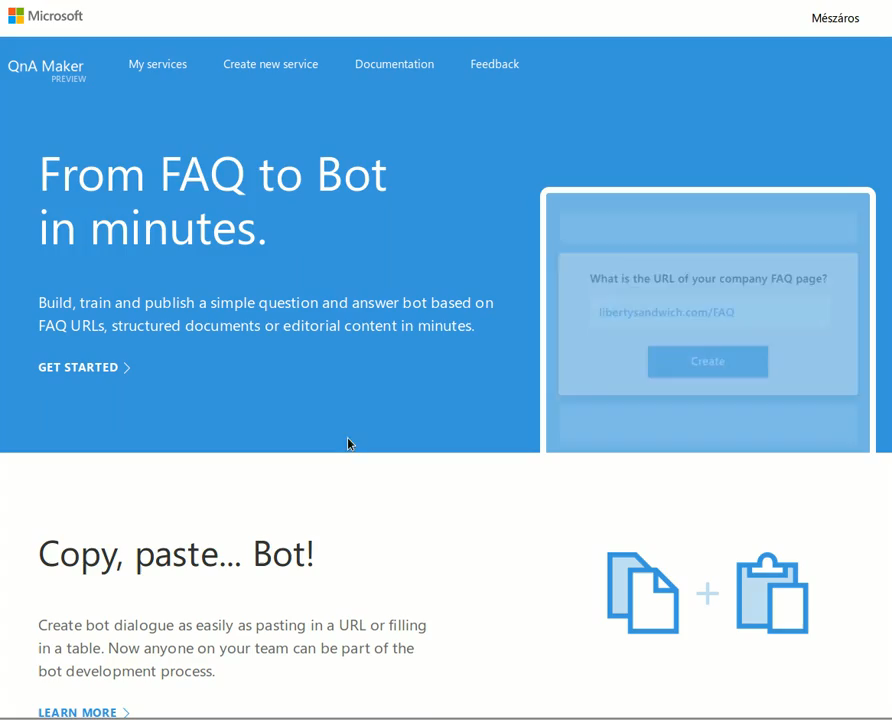 Microsoft
Mészáros
QnA Maker
PREVIEW
My services
Create new service
Documentation
Feedback
From FAQ to Bot
in minutes.
Build, train and publish a simple question and answer bot based on
FAQ URLs, structured documents or editorial content in minutes.
GET STARTED
What is the URL of your company FAQ page?
libertysandwich.com/FAQ
Create
Copy, paste... Bot!
Create bot dialogue as easily as pasting in a URL or filling
in a table. Now anyone on your team can be part of the
bot development process.
LEARN MORE